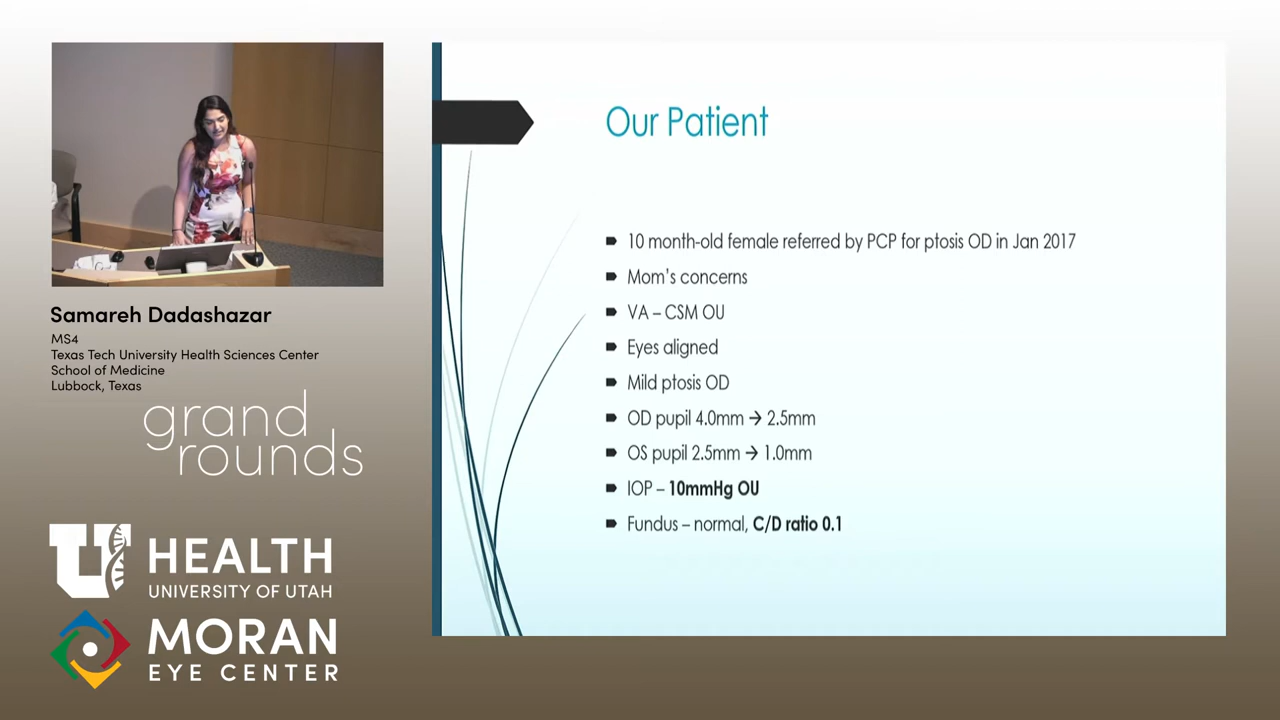 Samareh Dadashazar
MS4
Texas Tech University Health Sciences Center
School of Medicine
Lubbock, Texas
grand
rounds
U HEALTH
UNIVERSITY OF UTAH
MORAN
EYE CENTER
Our Patient
10 month-old female referred by PCP for ptosis OD in Jan 2017
Mom's concerns
VA – CSM OU
Eyes aligned
Mild ptosis OD
OD pupil 4.0mm → 2.5mm
OS pupil 2.5mm → 1.0mm
IOP – 10mmHg OU
Fundus – normal, C/D ratio 0.1